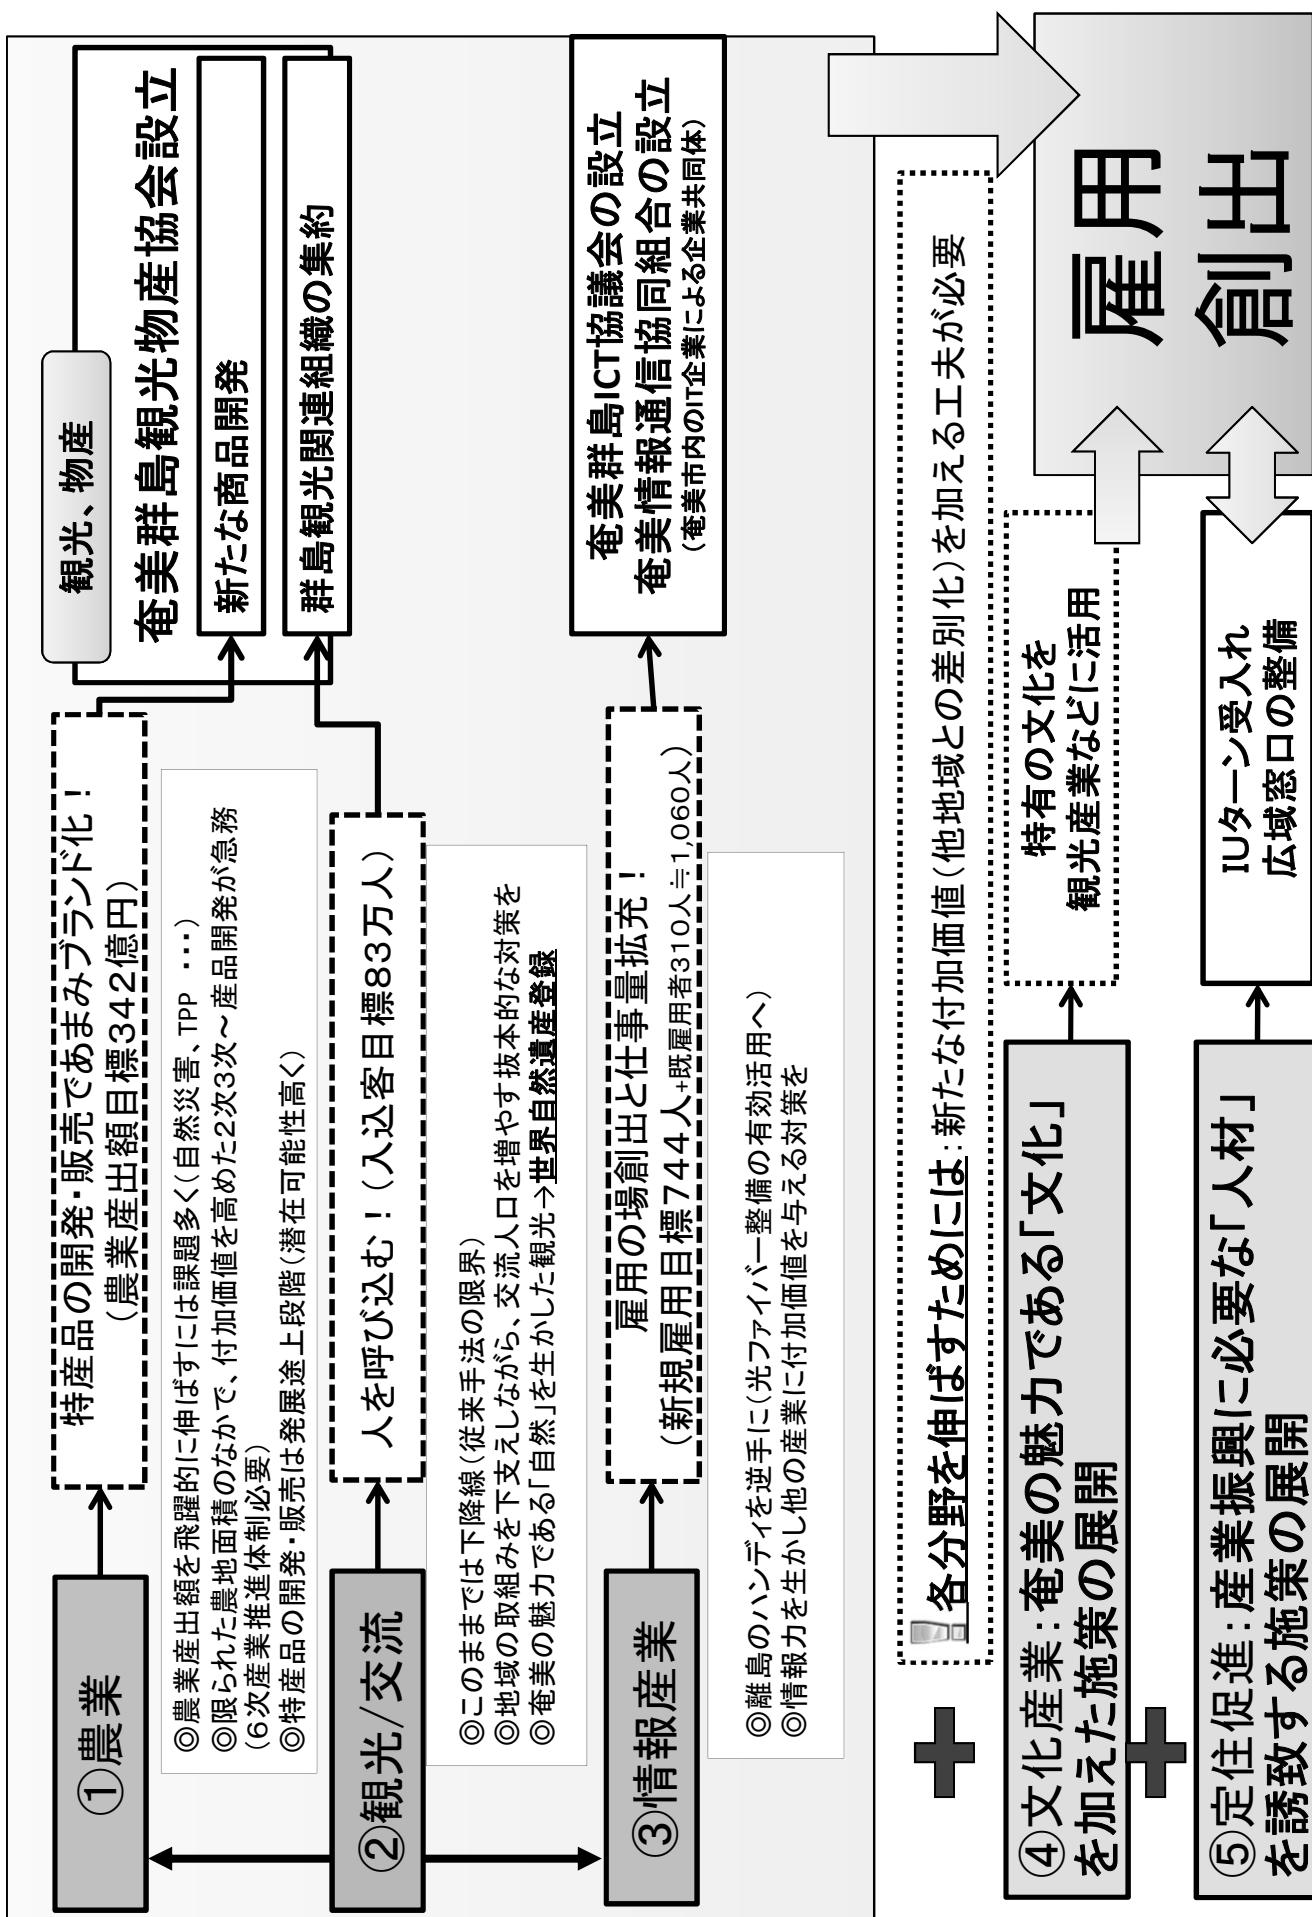 ①農業
特産品の開発・販売であまみブランド化！
（農業産出額目標342億円）
◎農業産出額を飛躍的に伸ばすには課題多く（自然災害、TPP ・・・）
◎限られた農地面積のなかで、付加価値を高めた2次3次～産品開発が急務
（6次産業推進体制必要）
◎特産品の開発・販売は発展途上段階（潜在可能性高く）
観光、物産
奄美群島観光物産協会設立
新たな商品開発
群島観光関連組織の集約
②観光/交流
人を呼び込む！（入込客目標83万人）
◎このままでは下降線（従来手法の限界）
◎地域の取組みを下支えしながら、交流人口を増やす抜本的な対策を
◎奄美の魅力である「自然」を生かした観光→世界自然遺産登録
③情報産業
雇用の場創出と仕事量拡充！
（新規雇用目標744人+既雇用者310人≒1,060人）
◎離島のハンディを逆手に（光ファイバー整備の有効活用へ）
◎情報力を生かし他の産業に付加価値を与える対策を
奄美群島ICT協議会の設立
奄美情報通信協同組合の設立
（奄美市内のIT企業による企業共同体）
各分野を伸ばすためには：新たな付加価値（他地域との差別化）を加える工夫が必要
④文化産業：奄美の魅力である「文化」
を加えた施策の展開
特有の文化を
観光産業などに活用
⑤定住促進：産業振興に必要な「人材」
を誘致する施策の展開
IUターン受入れ
広域窓口の整備
雇用
創出